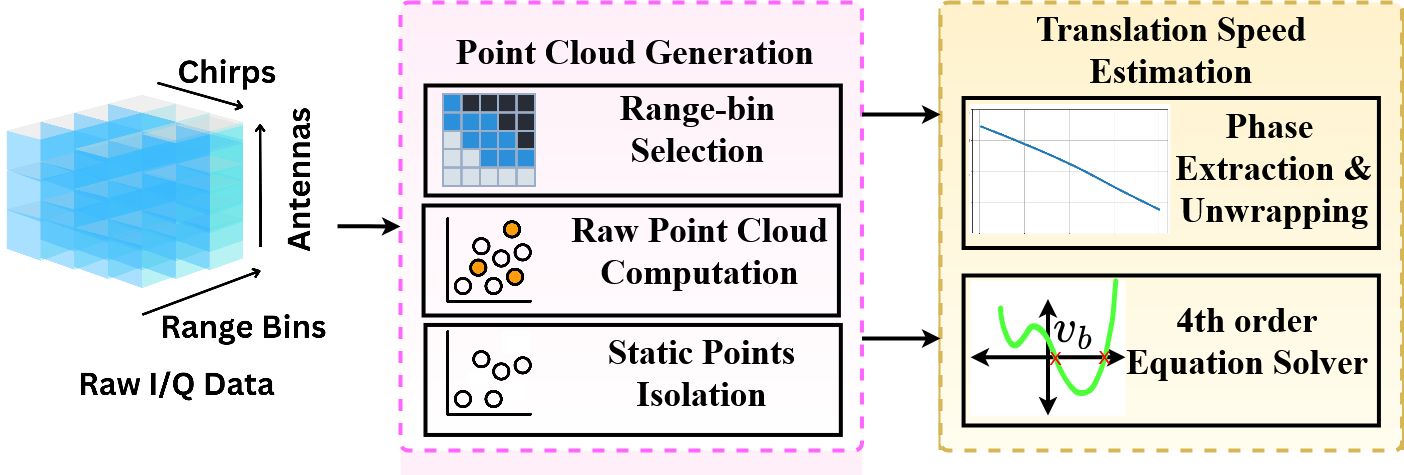 Chirps
Antennas
Range Bins
Raw I/Q Data
Point Cloud Generation
Range-bin
Selection
Raw Point Cloud
Computation
Static Points
Isolation
Translation Speed
Estimation
Phase
Extraction &
Unwrapping
v_b
4th order
Equation Solver